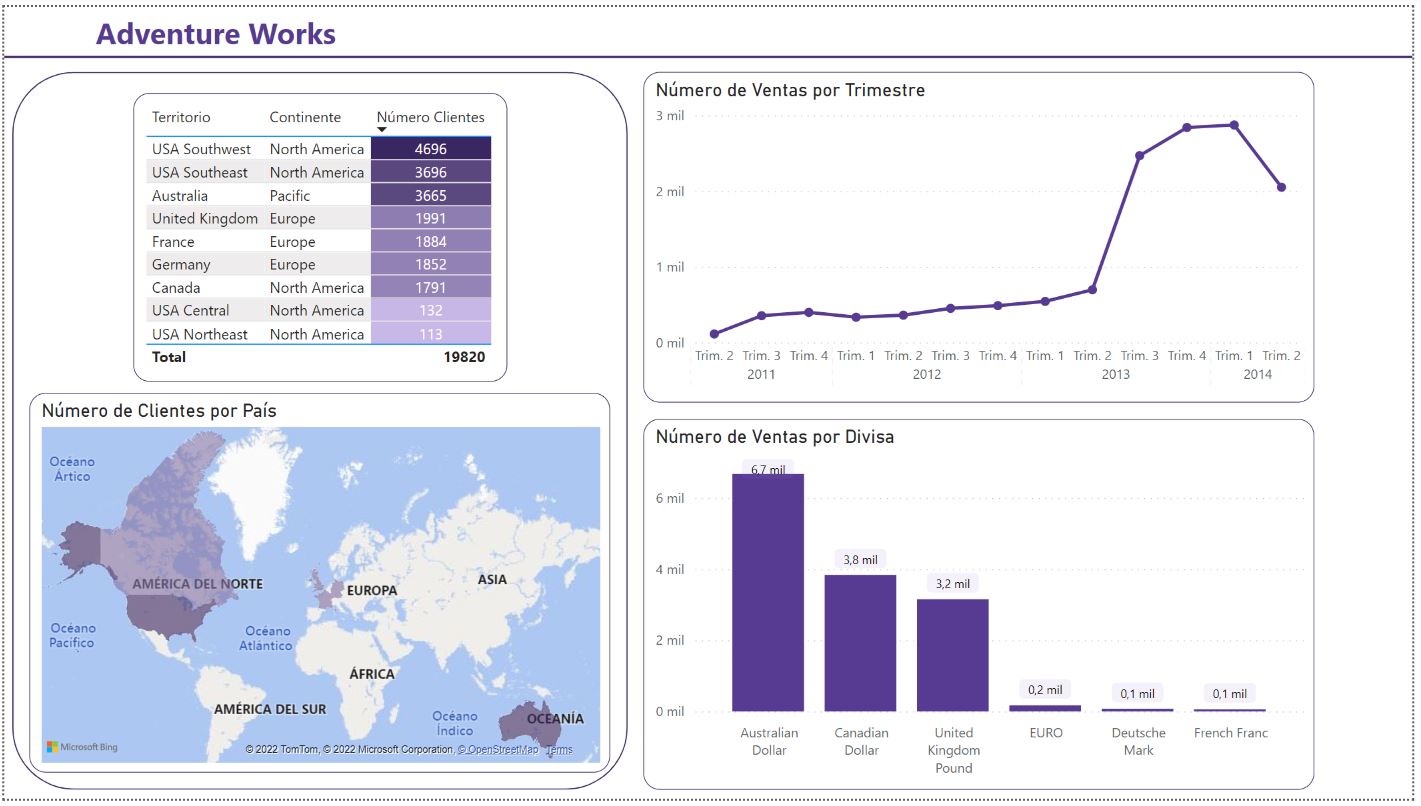 Adventure Works
Territorio Continente Número Clientes
USA Southwest North America 4696
USA Southeast North America 3696
Australia Pacific 3665
United Kingdom Europe 1991
France Europe 1884
Germany Europe 1852
Canada North America 1791
USA Central North America 132
USA Northeast North America 113
Total 19820
Número de Clientes por País
Océano
Ártico
AMÉRICA DEL NORTE
EUROPA
ASIA
Océano
Pacífico
Océano
Atlántico
ÁFRICA
AMÉRICA DEL SUR
Océano
Índico
OCEANÍA
Microsoft Bing
© 2022 TomTom, © 2022 Microsoft Corporation, © OpenStreetMap Terms
Número de Ventas por Trimestre
3 mil
2 mil
1 mil
0 mil
Trim. 2 Trim. 3 Trim. 4 Trim. 1 Trim. 2 Trim. 3 Trim. 4 Trim. 1 Trim. 2 Trim. 3 Trim. 4 Trim. 1 Trim. 2
2011 2012 2013 2014
Número de Ventas por Divisa
6,7 mil
6 mil
3,8 mil
4 mil
3,2 mil
2 mil
0,2 mil
0,1 mil
0,1 mil
0 mil
Australian
Dollar
Canadian
Dollar
United
Kingdom
Pound
EURO
Deutsche
Mark
French Franc